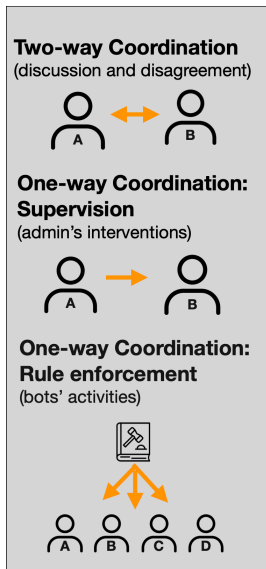 Two-way Coordination
(discussion and disagreement)
A B
One-way Coordination:
Supervision
(admin's interventions)
A B
One-way Coordination:
Rule enforcement
(bots' activities)
A B C D